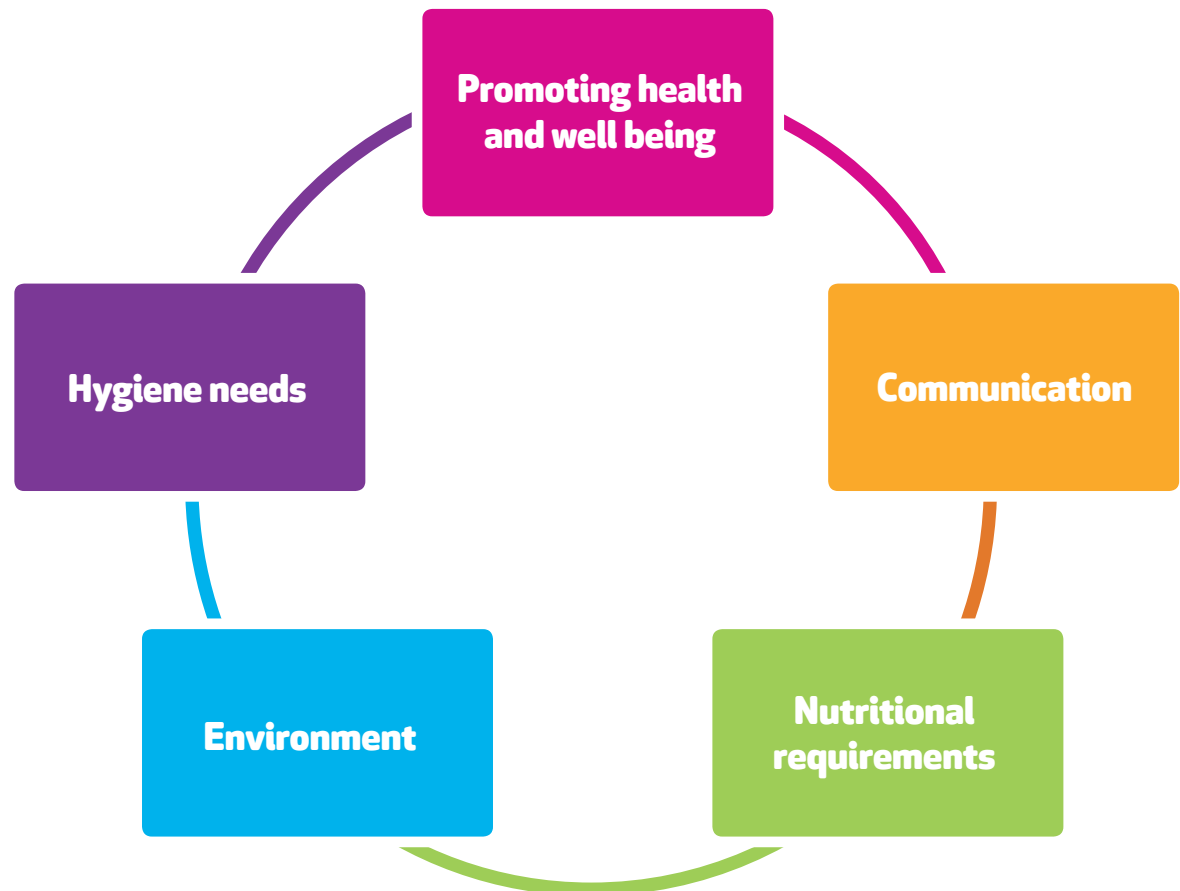 Promoting health
and well being
Hygiene needs
Communication
Environment
Nutritional
requirements